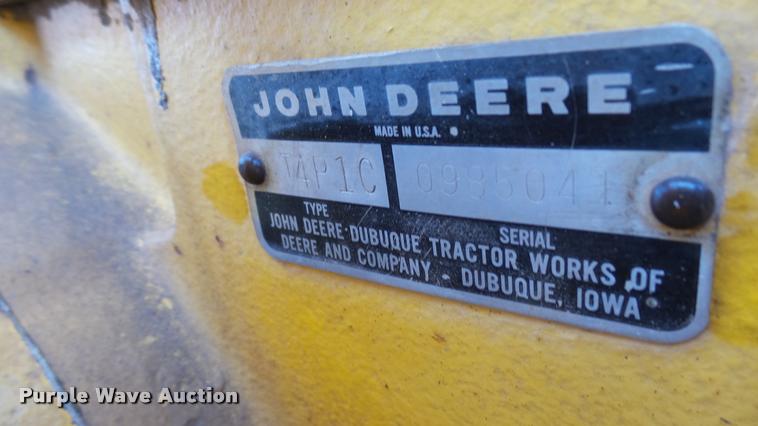 JOHN DEERE
MADE IN U.S.A.
T4P1C 0985041
TYPE SERIAL
JOHN DEERE·DUBUQUE TRACTOR WORKS OF
DEERE AND COMPANY - DUBUQUE, IOWA
Purple Wave Auction